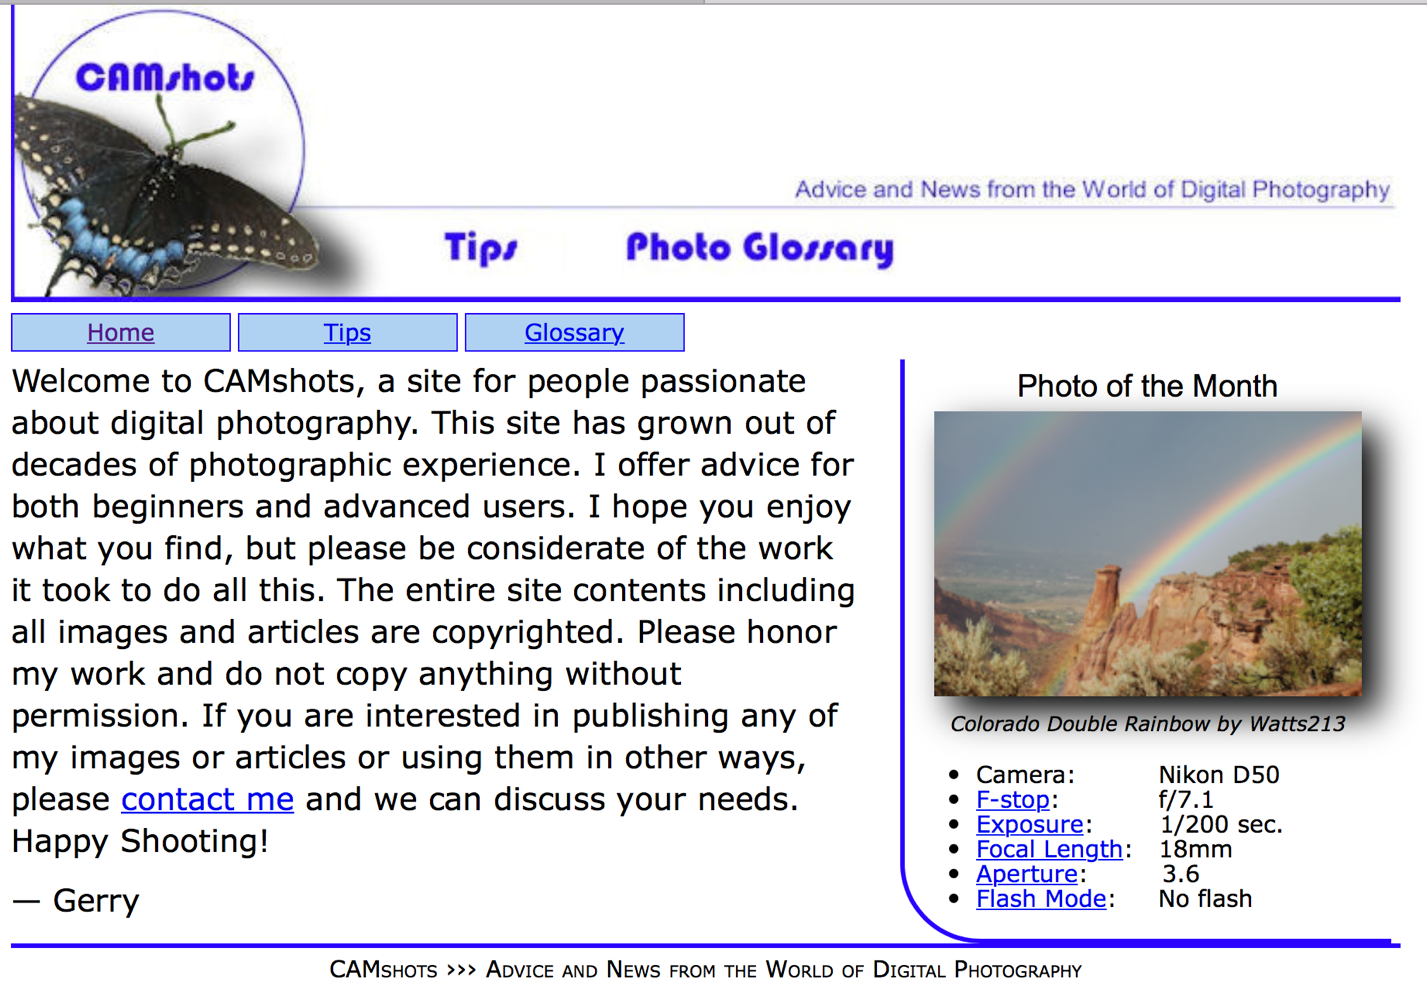 CAMshots
Advice and News from the World of Digital Photography
Tips Photo Glossary
Home Tips Glossary
Welcome to CAMshots, a site for people passionate
about digital photography. This site has grown out of
decades of photographic experience. I offer advice for
both beginners and advanced users. I hope you enjoy
what you find, but please be considerate of the work
it took to do all this. The entire site contents including
all images and articles are copyrighted. Please honor
my work and do not copy anything without
permission. If you are interested in publishing any of
my images or articles or using them in other ways,
please contact me and we can discuss your needs.
Happy Shooting!
— Gerry
Photo of the Month
Colorado Double Rainbow by Watts213
• Camera: Nikon D50
• F-stop: f/7.1
• Exposure: 1/200 sec.
• Focal Length: 18mm
• Aperture: 3.6
• Flash Mode: No flash
CAMshots >>> Advice and News from the World of Digital Photography